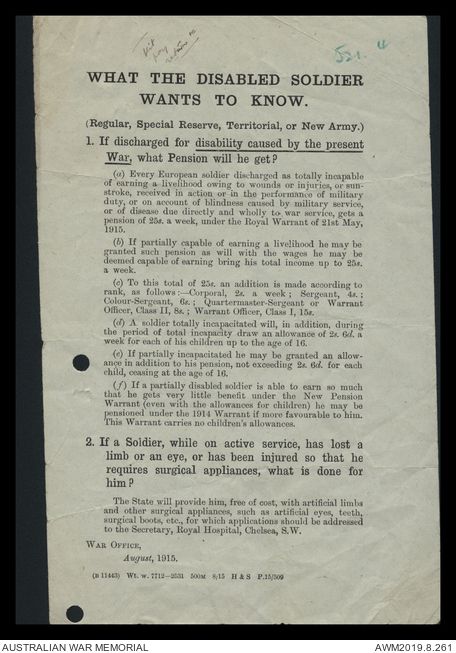 521. 4
WHAT THE DISABLED SOLDIER
WANTS TO KNOW.
(Regular, Special Reserve, Territorial, or New Army.)
1. If discharged for disability caused by the present
War, what Pension will he get?
(a) Every European soldier discharged as totally incapable
of earning a livelihood owing to wounds or injuries, or sun-
stroke, received in action or in the performance of military
duty, or on account of blindness caused by military service,
or of disease due directly and wholly to war service, gets a
pension of 25s. a week, under the Royal Warrant of 21st May,
1915.
(b) If partially capable of earning a livelihood he may be
granted such pension as will with the wages he may be
deemed capable of earning bring his total income up to 25s.
a week.
(c) To this total of 25s. an addition is made according to
rank, as follows:—Corporal, 2s. a week; Sergeant, 4s.;
Colour-Sergeant, 6s.; Quartermaster-Sergeant or Warrant
Officer, Class II, 8s.; Warrant Officer, Class I, 15s.
(d) A soldier totally incapacitated will, in addition, during
the period of total incapacity draw an allowance of 2s. 6d. a
week for each of his children up to the age of 16.
(e) If partially incapacitated he may be granted an allow-
ance in addition to his pension, not exceeding 2s. 6d. for each
child, ceasing at the age of 16.
(f) If a partially disabled soldier is able to earn so much
that he gets very little benefit under the New Pension
Warrant (even with the allowances for children) he may be
pensioned under the 1914 Warrant if more favourable to him.
This Warrant carries no children's allowances.
2. If a Soldier, while on active service, has lost a
limb or an eye, or has been injured so that he
requires surgical appliances, what is done for
him?
The State will provide him, free of cost, with artificial limbs
and other surgical appliances, such as artificial eyes, teeth,
surgical boots, etc., for which applications should be addressed
to the Secretary, Royal Hospital, Chelsea, S.W.
WAR OFFICE,
August, 1915.
(B 11443) Wt. w. 7712—2531 500M 8/15 H & S P.15/509
AUSTRALIAN WAR MEMORIAL
AWM2019.8.261